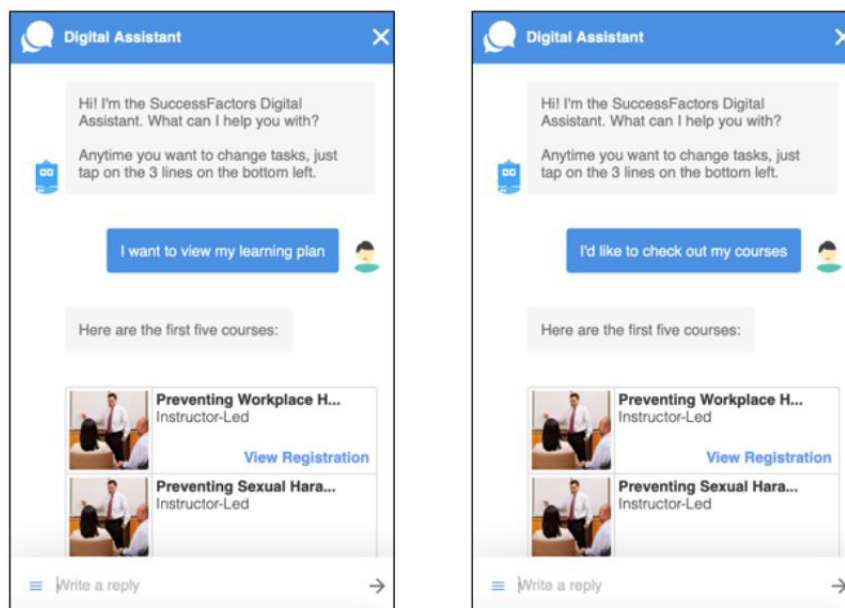 Digital Assistant
Hi! I'm the SuccessFactors Digital
Assistant. What can I help you with?
Anytime you want to change tasks, just
tap on the 3 lines on the bottom left.
I want to view my learning plan
Here are the first five courses:
Preventing Workplace H...
Instructor-Led
View Registration
Preventing Sexual Hara...
Instructor-Led
Write a reply
Digital Assistant
Hi! I'm the SuccessFactors Digital
Assistant. What can I help you with?
Anytime you want to change tasks, just
tap on the 3 lines on the bottom left.
I'd like to check out my courses
Here are the first five courses:
Preventing Workplace H...
Instructor-Led
View Registration
Preventing Sexual Hara...
Instructor-Led
Write a reply